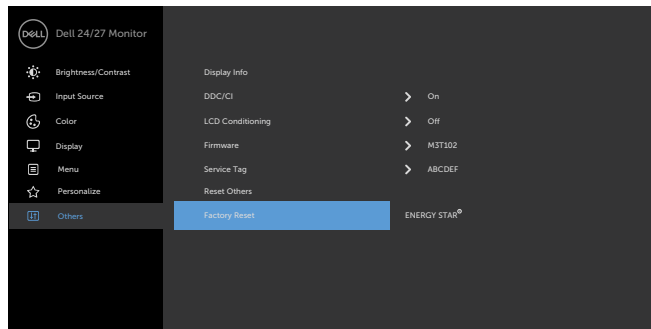 DELL Dell 24/27 Monitor
Brightness/Contrast Display Info
Input Source DDC/CI On
Color LCD Conditioning Off
Display Firmware M3T102
Menu Service Tag ABCDEF
Personalize Reset Others
Others Factory Reset ENERGY STAR®